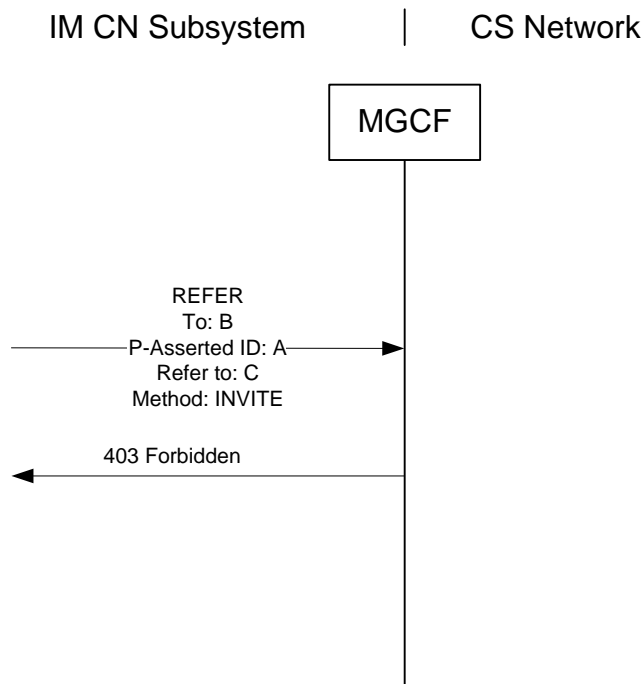 IM CN Subsystem
CS Network
MGCF
REFER
To: B
P-Asserted ID: A
Refer to: C
Method: INVITE
403 Forbidden